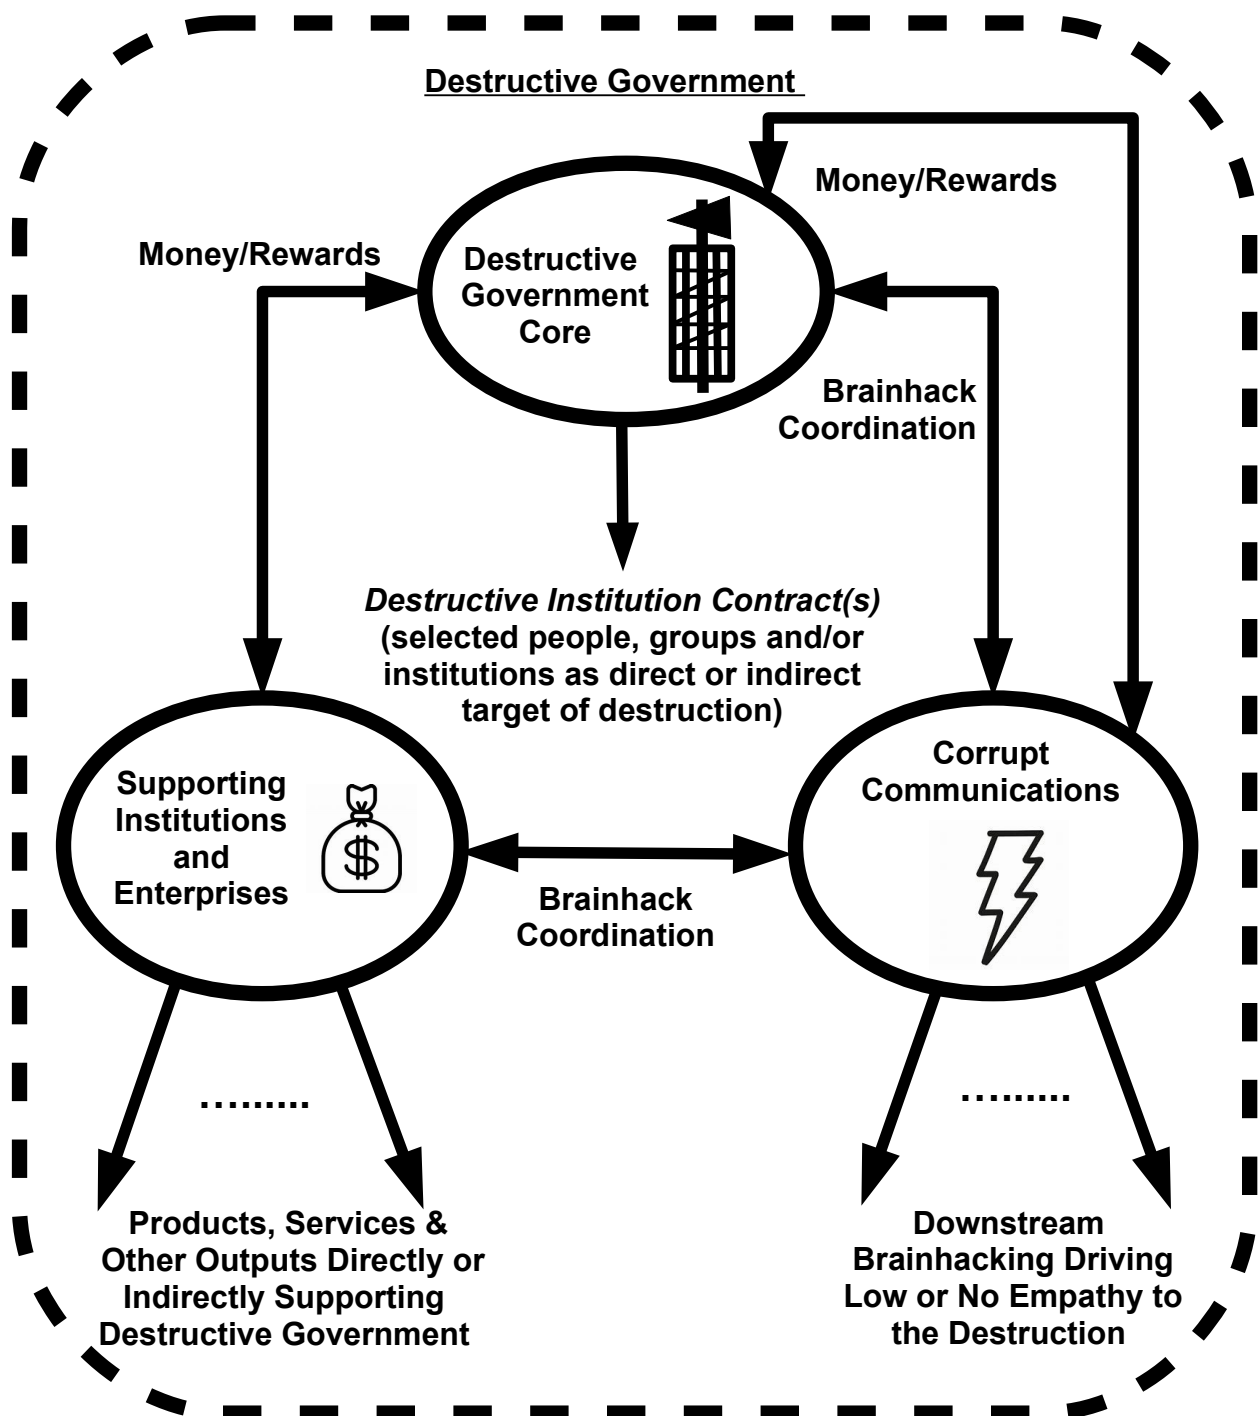 Destructive Government
Money/Rewards
Money/Rewards
Destructive
Government
Core
Brainhack
Coordination
Destructive Institution Contract(s)
(selected people, groups and/or
institutions as direct or indirect
target of destruction)
Supporting
Institutions
and
Enterprises
$
Corrupt
Communications
Brainhack
Coordination
.........
.........
Products, Services &
Other Outputs Directly or
Indirectly Supporting
Destructive Government
Downstream
Brainhacking Driving
Low or No Empathy to
the Destruction